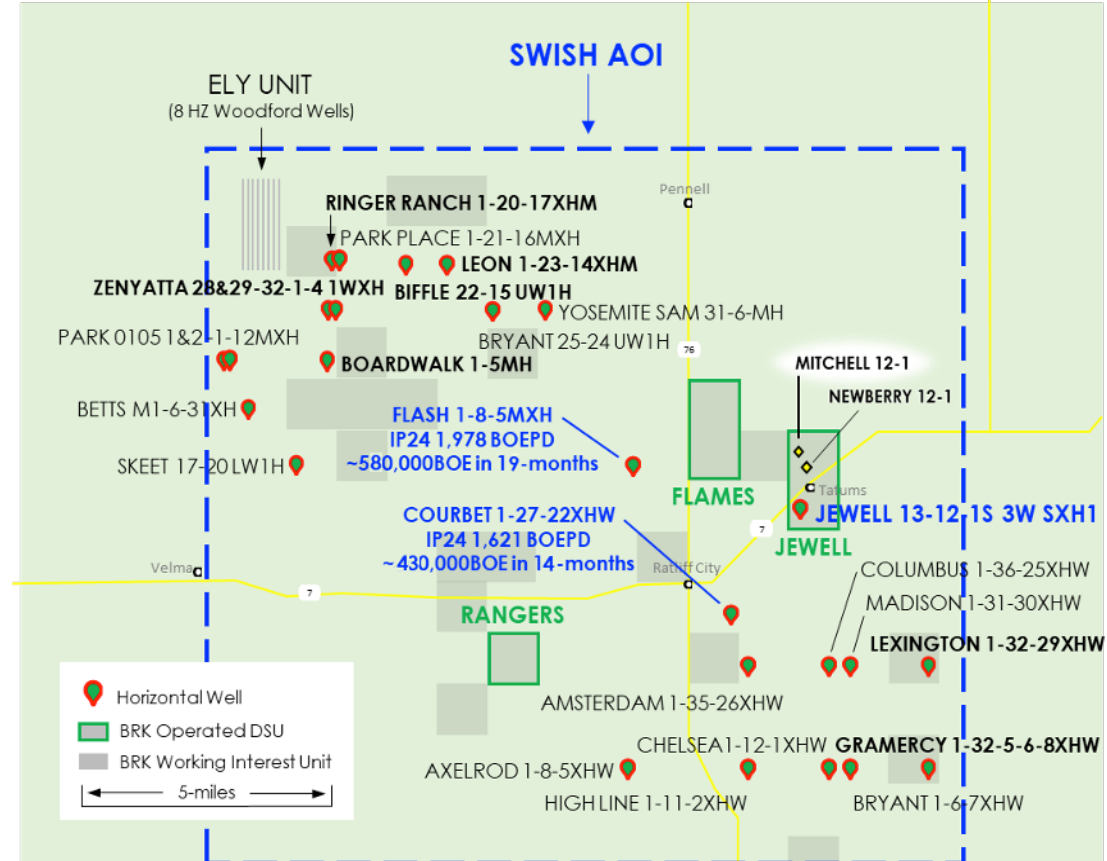 SWISH AOI
ELY UNIT
(8 HZ Woodford Wells)
Pennell
RINGER RANCH 1-20-17XHM
PARK PLACE 1-21-16MXH
LEON 1-23-14XHM
ZENYATTA 28&29-32-1-4 1WXH
BIFFLE 22-15 UW1H
YOSEMITE SAM 31-6-MH
PARK 0105 1&2 -1-12MXH
BRYANT 25-24 UW1H
76
BOARDWALK 1-5MH
MITCHELL 12-1
NEWBERRY 12-1
BETTS M1-6-31XH
FLASH 1-8-5MXH
IP24 1,978 BOEPD
~580,000BOE in 19-months
SKEET 17-20 LW1H
FLAMES
Tatums
COURBET 1-27-22XHW
IP24 1,621 BOEPD
~430,000BOE in 14-months
JEWELL 13-12-1S 3W SXH1
7
JEWELL
Velma
Ratliff City
COLUMBUS 1-36-25XHW
7
MADISON 1-31-30XHW
RANGERS
LEXINGTON 1-32-29XHW
Horizontal Well
BRK Operated DSU
BRK Working Interest Unit
5-miles
AMSTERDAM 1-35-26XHW
CHELSEA 1-12-1XHW
GRAMERCY 1-32-5-6-8XHW
AXELROD 1-8-5XHW
HIGH LINE 1-11-2XHW
BRYANT 1-6-7XHW